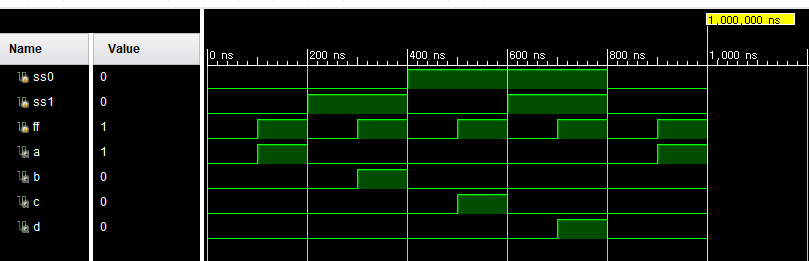 1,000,000 ns
Name Value
0 ns 200 ns 400 ns 600 ns 800 ns 1,000 ns
ss0 0
ss1 0
ff 1
a 1
b 0
c 0
d 0